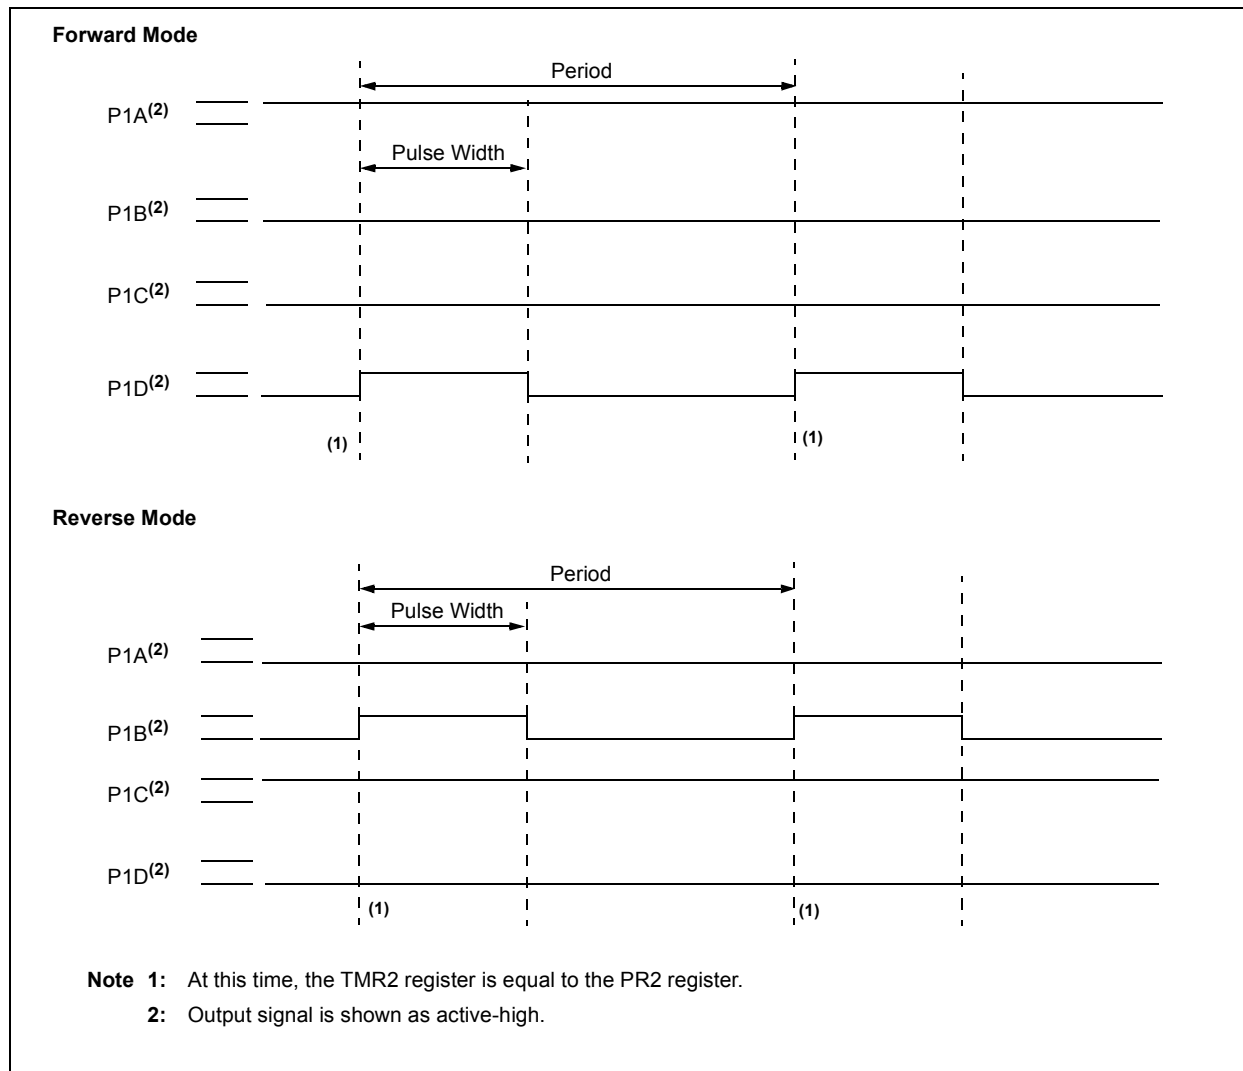 Forward Mode
Period
P1A(2)
Pulse Width
P1B(2)
P1C(2)
P1D(2)
(1)
(1)
Reverse Mode
Period
Pulse Width
P1A(2)
P1B(2)
P1C(2)
P1D(2)
(1)
(1)
Note 1: At this time, the TMR2 register is equal to the PR2 register.
2: Output signal is shown as active-high.